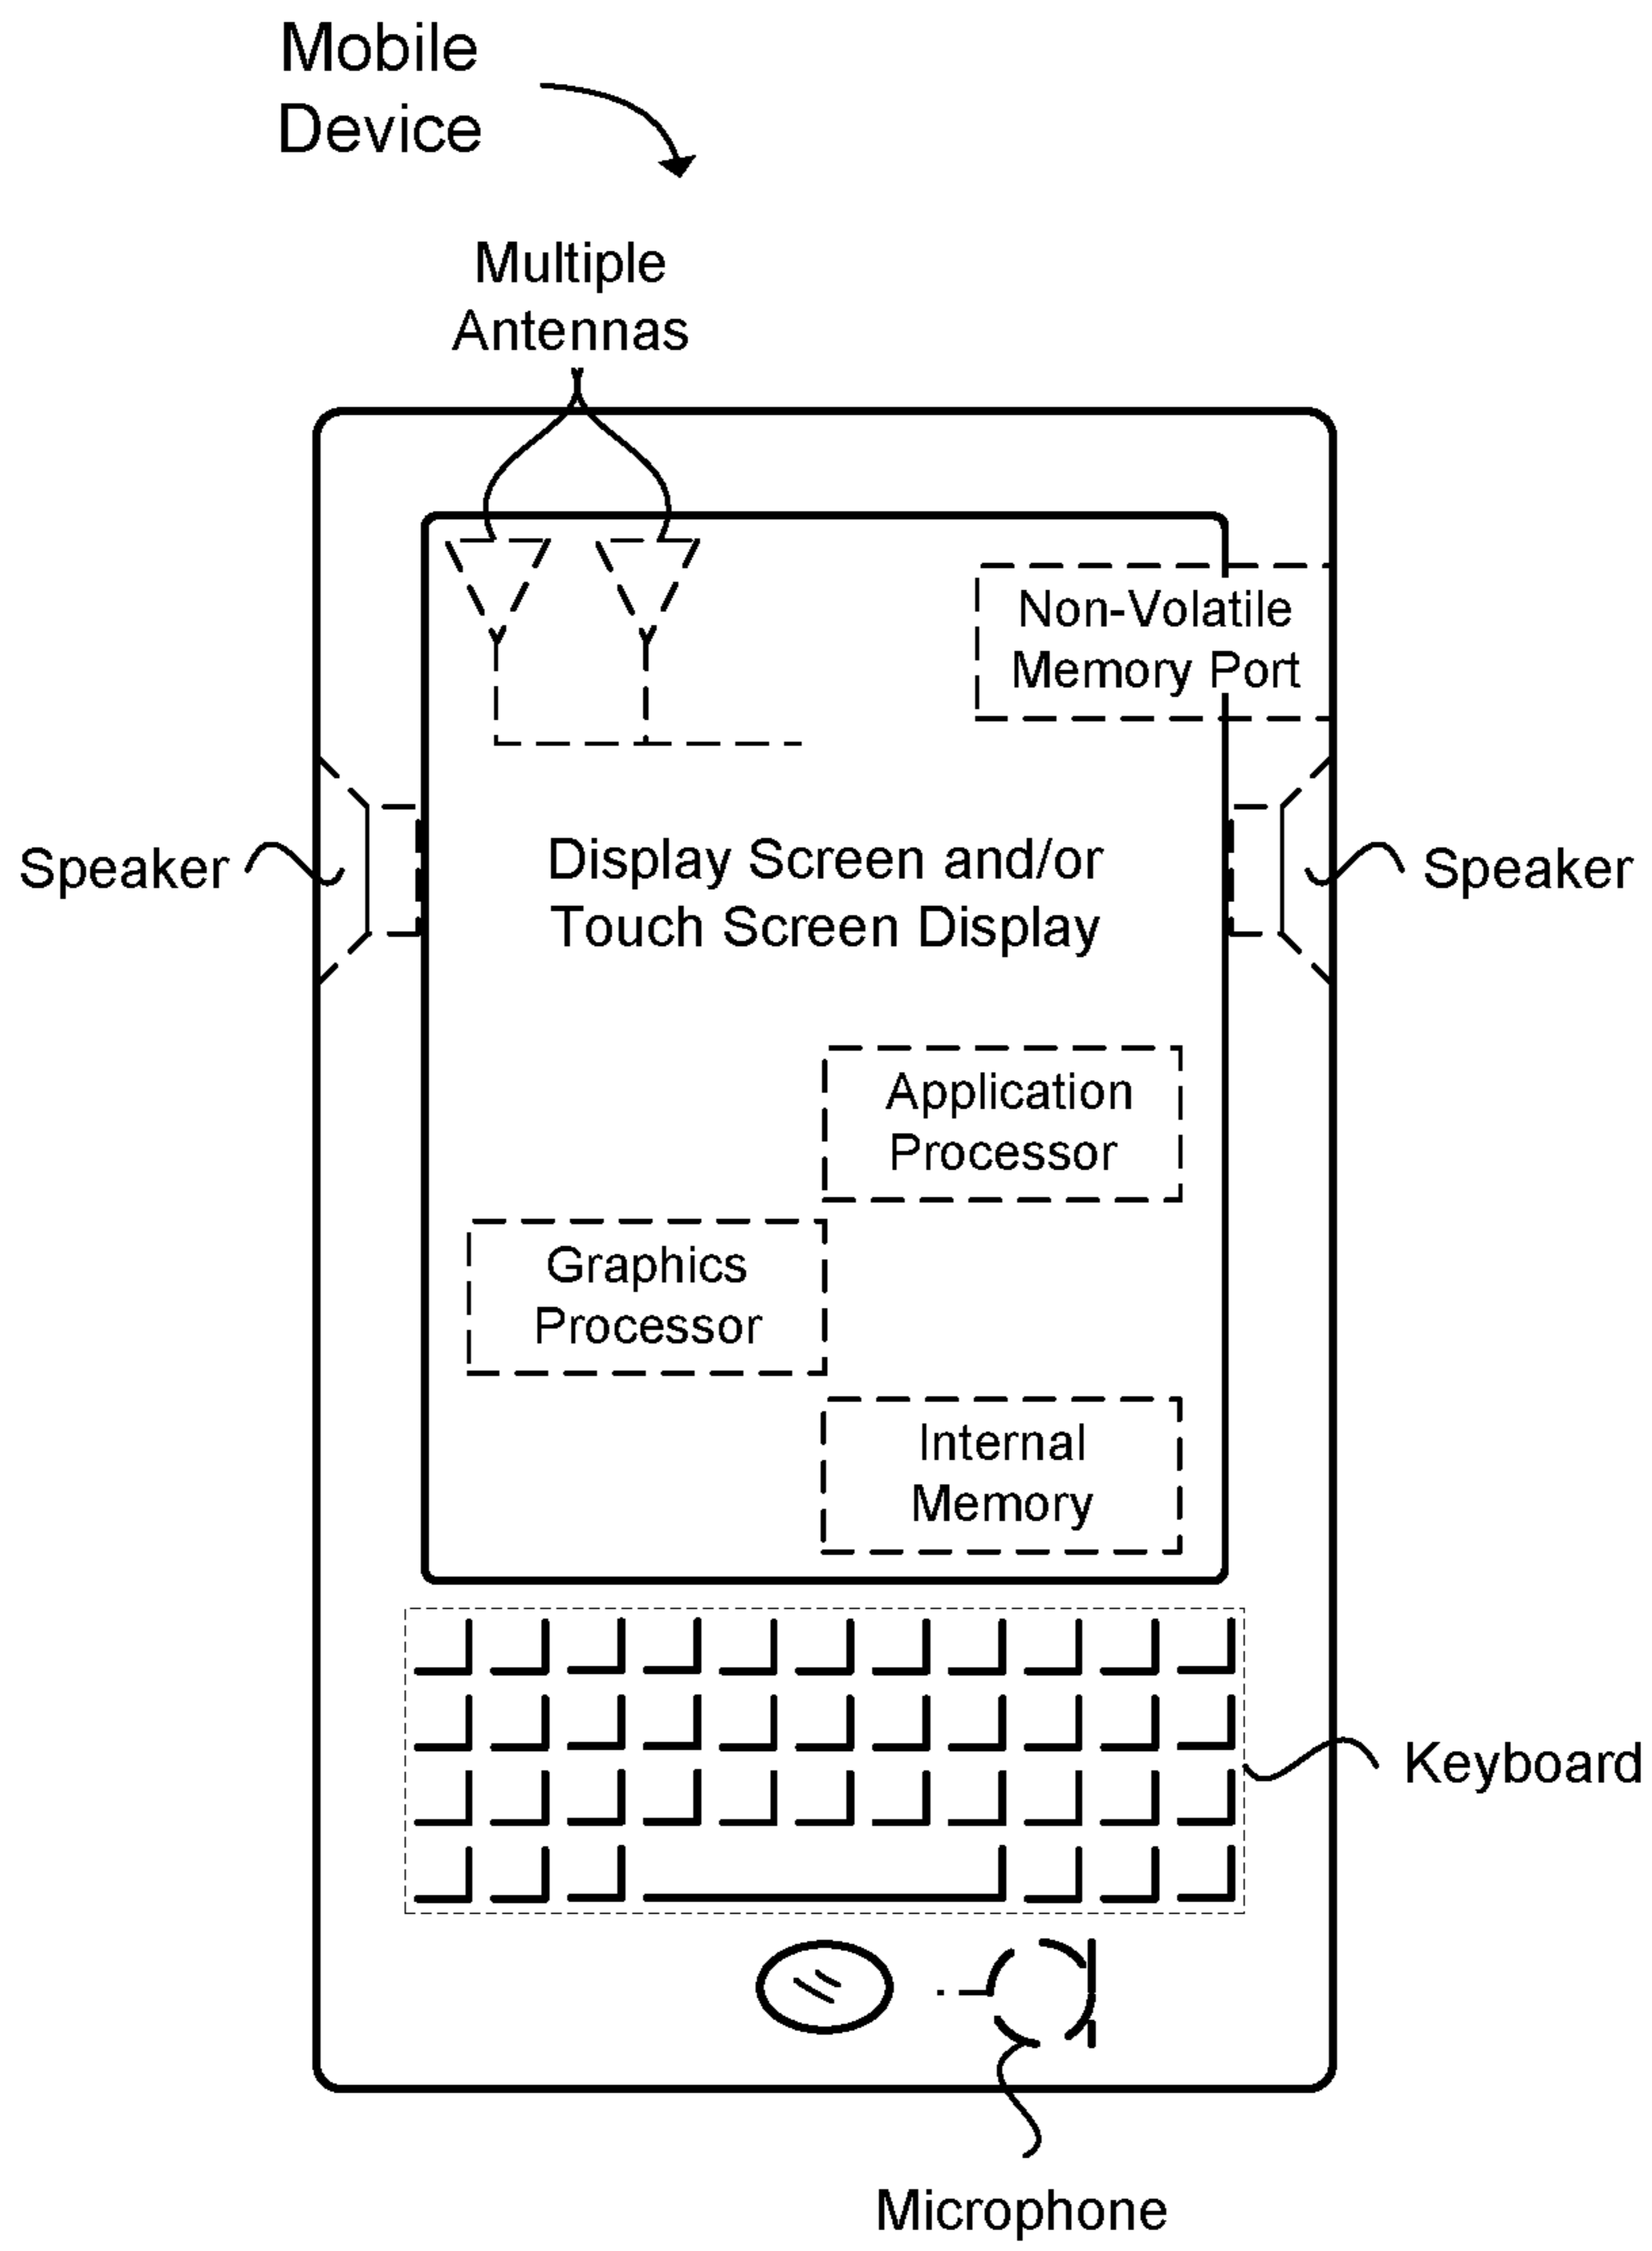 Mobile
Device
Multiple
Antennas
Non-Volatile
Memory Port
Speaker
Display Screen and/or
Touch Screen Display
Speaker
Application
Processor
Graphics
Processor
Internal
Memory
Keyboard
Microphone